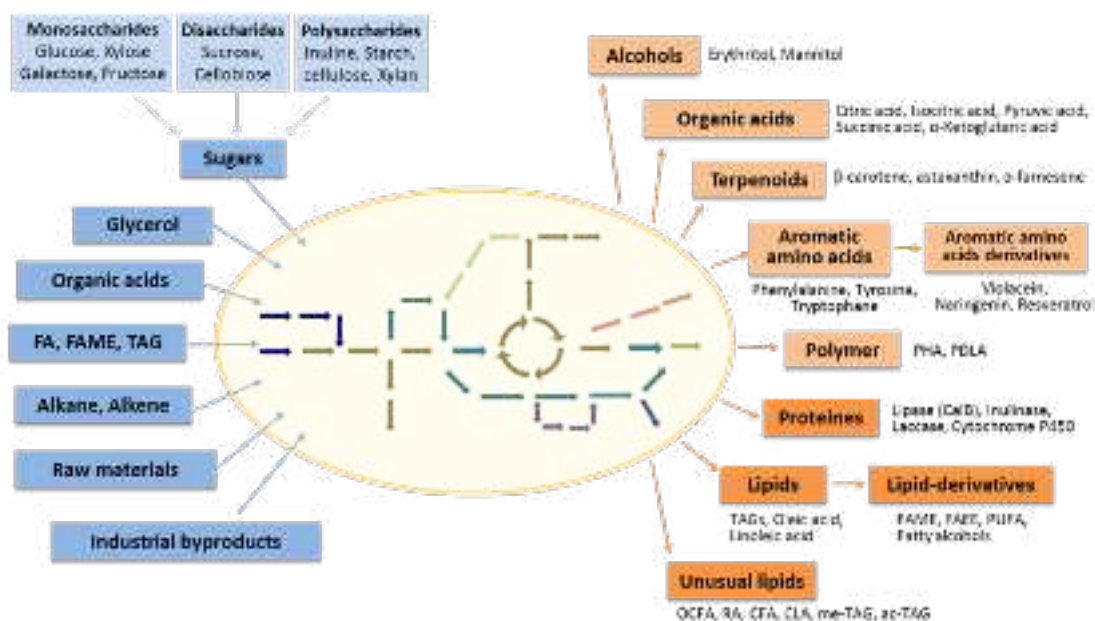 Monosaccharides
Glucose, Xylose
Galactose, Fructose
Disaccharides
Sucrose,
Cellobiose
Polysaccharides
Inuline, Starch,
cellulose, Xylan
Sugars
Glycerol
Organic acids
FA, FAME, TAG
Alkane, Alkene
Raw materials
Industrial byproducts
Alcohols
Erythritol, Mannitol
Organic acids
Citric acid, Isocitric acid, Pyruvic acid,
Succinic acid, α-Ketoglutaric acid
Terpenoids
β-carotene, astaxanthin, α-farnesene
Aromatic
amino acids
Phenylalanine, Tyrosine,
Tryptophane
Aromatic amino
acids derivatives
Violacein,
Naringenin, Resveratrol
Polymer
PHA, PDLA
Proteines
Lipase (CalB), Inulinase,
Laccase, Cytochrome P450
Lipids
TAGs, Oleic acid,
Linoleic acid
Lipid-derivatives
FAME, FAEE, PUFA,
Fatty alcohols
Unusual lipids
OCFA, RA, CFA, CLA, me-TAG, ac-TAG